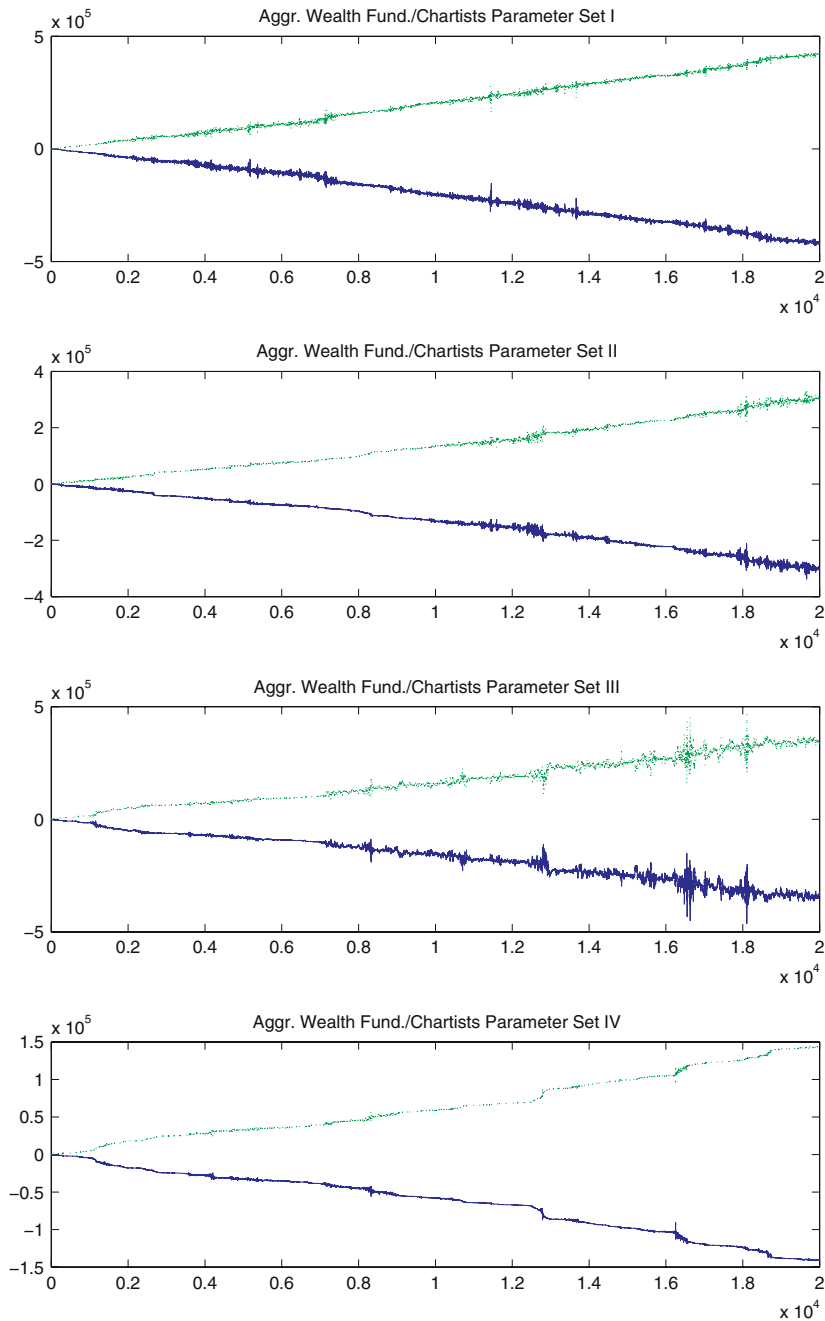 Aggr. Wealth Fund./Chartists Parameter Set I
x 10^5
5
0
−5
0 0.2 0.4 0.6 0.8 1 1.2 1.4 1.6 1.8 2
x 10^4
Aggr. Wealth Fund./Chartists Parameter Set II
x 10^5
4
2
0
−2
−4
0 0.2 0.4 0.6 0.8 1 1.2 1.4 1.6 1.8 2
x 10^4
Aggr. Wealth Fund./Chartists Parameter Set III
x 10^5
5
0
−5
0 0.2 0.4 0.6 0.8 1 1.2 1.4 1.6 1.8 2
x 10^4
Aggr. Wealth Fund./Chartists Parameter Set IV
x 10^5
1.5
1
0.5
0
−0.5
−1
−1.5
0 0.2 0.4 0.6 0.8 1 1.2 1.4 1.6 1.8 2
x 10^4